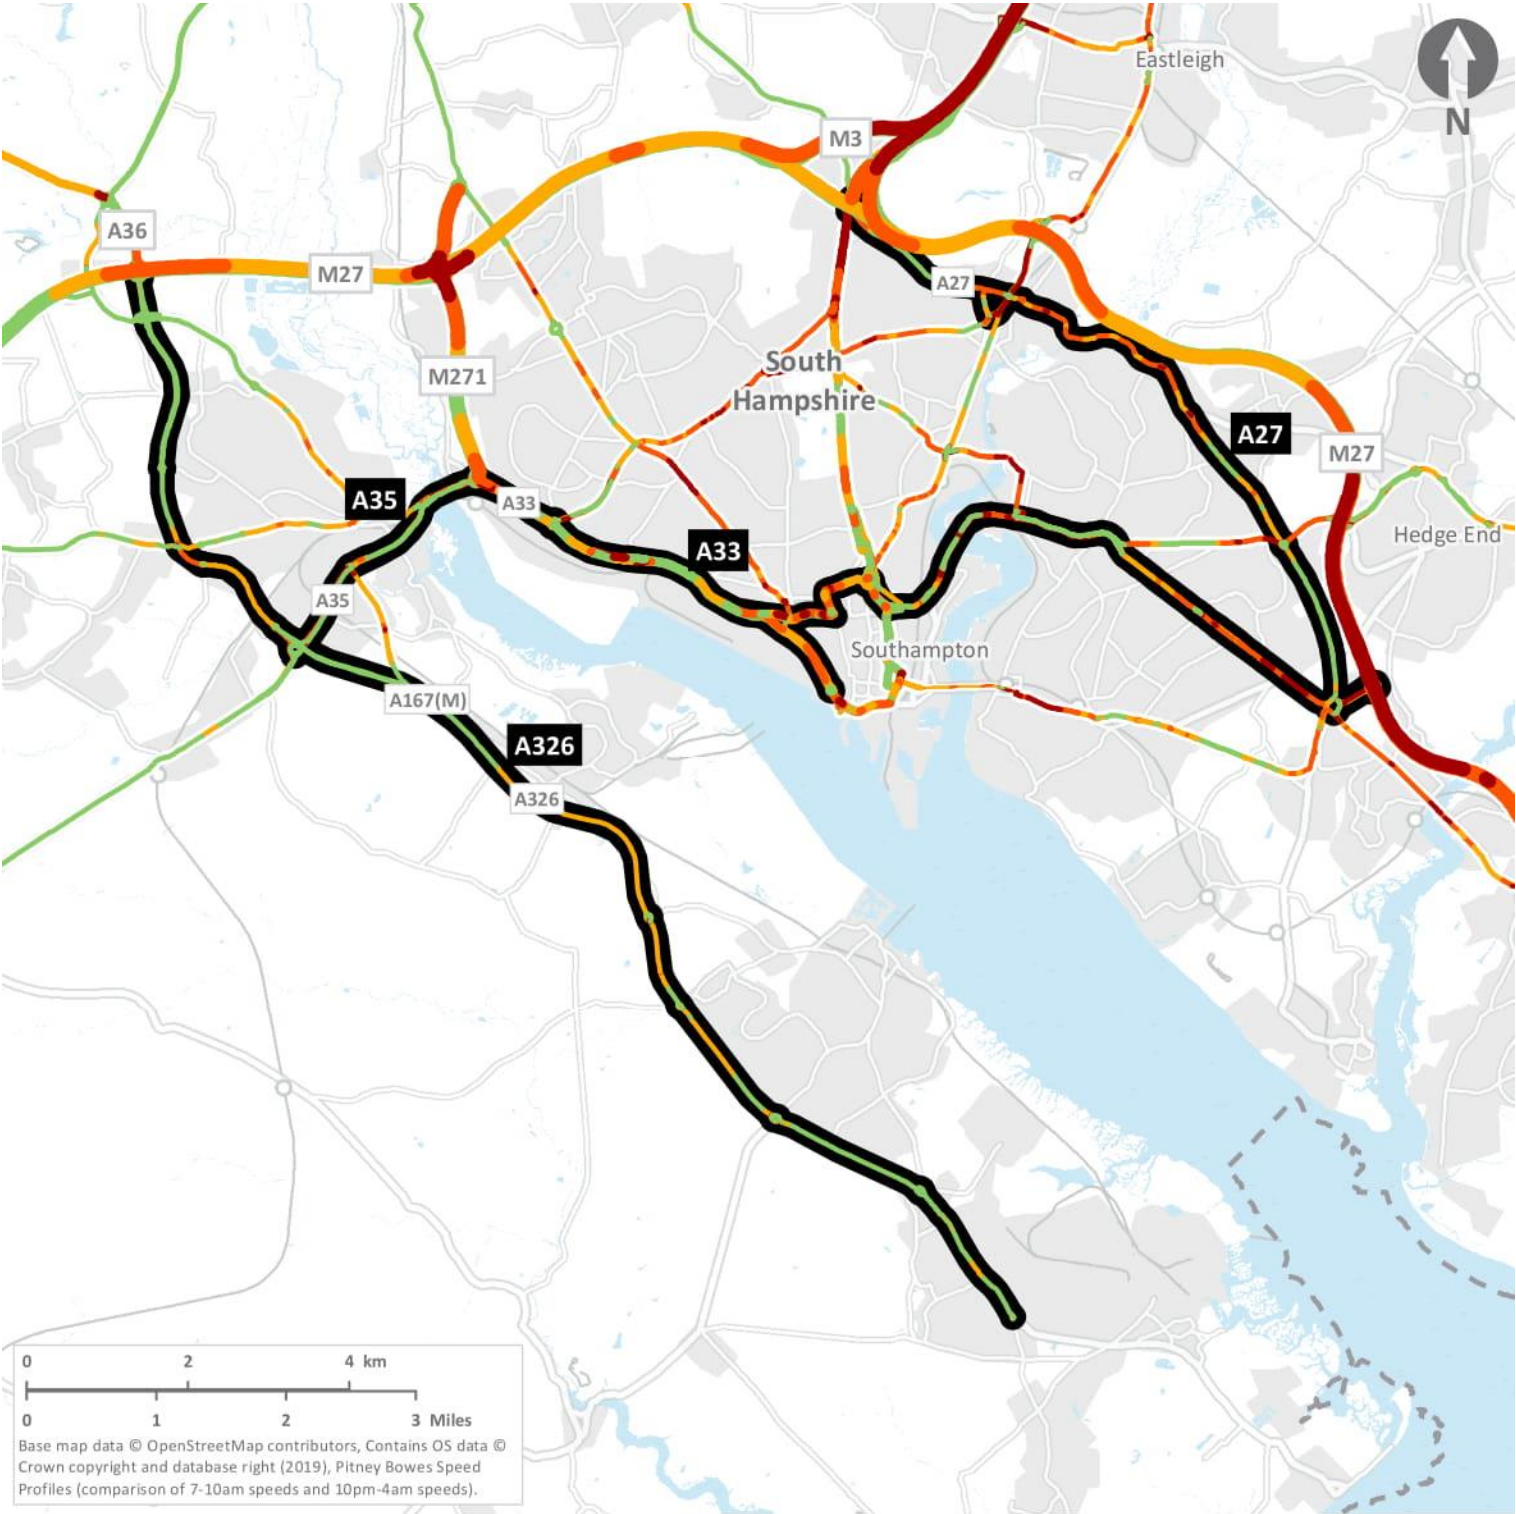 Eastleigh
N
M3
A36
M27
A27
South
Hampshire
M271
A27
M27
A35
A33
Hedge End
A33
A35
Southampton
A167(M)
A326
A326
0 2 4 km
0 1 2 3 Miles
Base map data © OpenStreetMap contributors, Contains OS data ©
Crown copyright and database right (2019), Pitney Bowes Speed
Profiles (comparison of 7-10am speeds and 10pm-4am speeds).